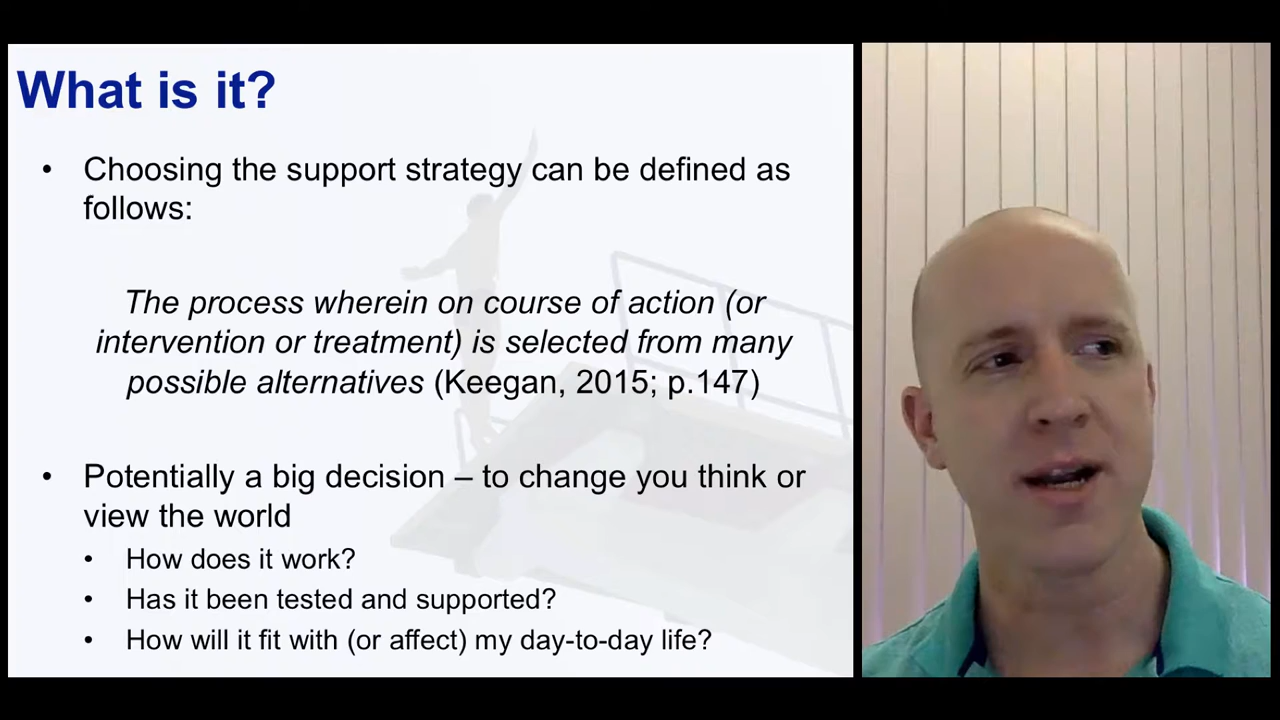 What is it?
• Choosing the support strategy can be defined as
follows:
The process wherein on course of action (or
intervention or treatment) is selected from many
possible alternatives (Keegan, 2015; p.147)
• Potentially a big decision – to change you think or
view the world
• How does it work?
• Has it been tested and supported?
• How will it fit with (or affect) my day-to-day life?